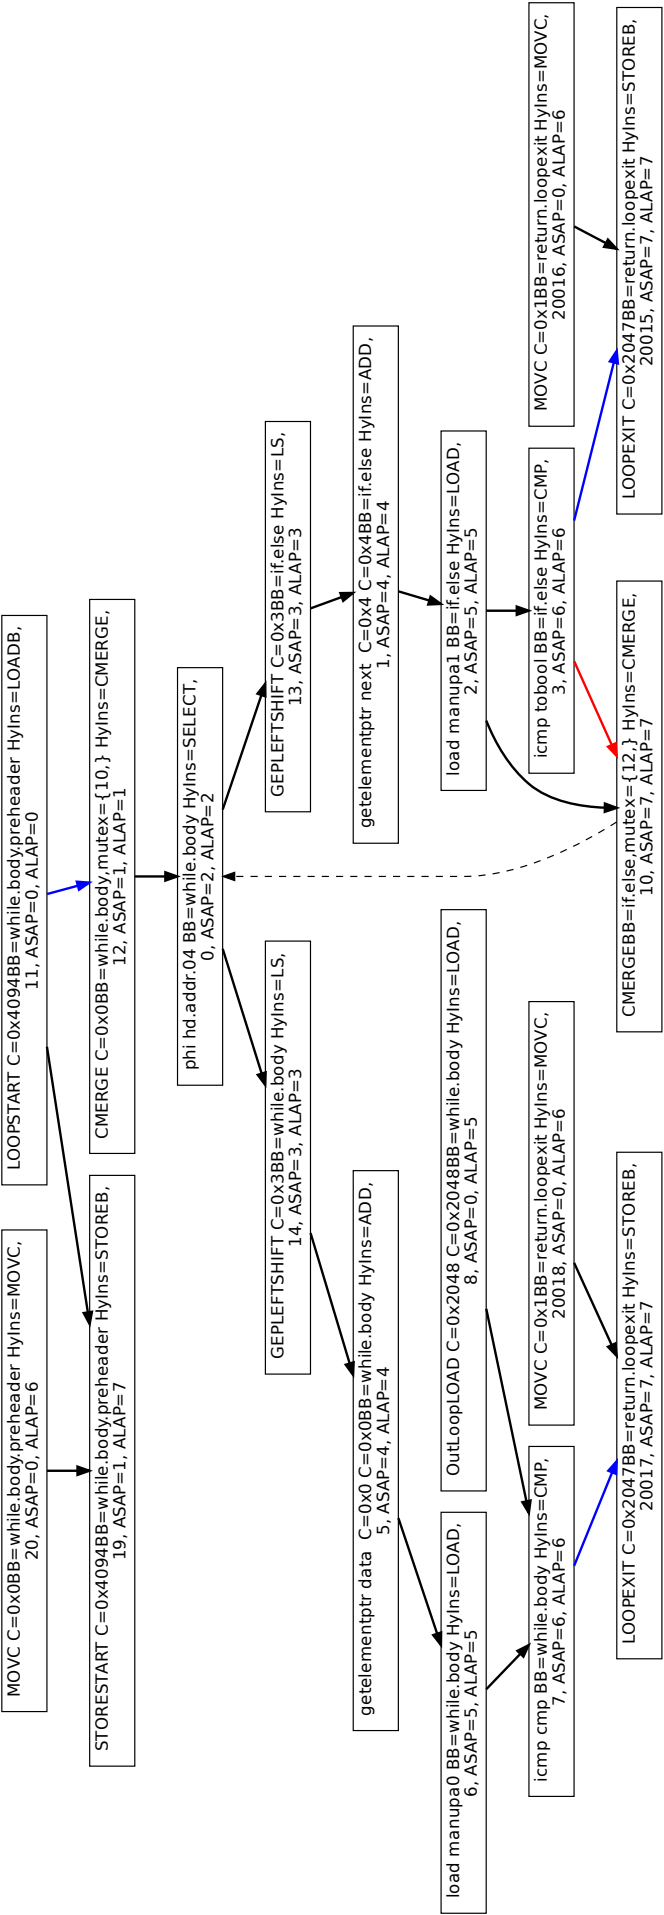 MOVC C=0x0BB=while.body.preheader HyIns=MOVC,
20, ASAP=0, ALAP=6
LOOPSTART C=0x4094BB=while.body.preheader HyIns=LOADB,
11, ASAP=0, ALAP=0
STORESTART C=0x4094BB=while.body.preheader HyIns=STOREB,
19, ASAP=1, ALAP=7
CMERGE C=0x0BB=while.body,mutex={10,} HyIns=CMERGE,
12, ASAP=1, ALAP=1
phi hd.addr.04 BB=while.body HyIns=SELECT,
0, ASAP=2, ALAP=2
GEPLEFTSHIFT C=0x3BB=while.body HyIns=LS,
14, ASAP=3, ALAP=3
GEPLEFTSHIFT C=0x3BB=if.else HyIns=LS,
13, ASAP=3, ALAP=3
getelementptr data  C=0x0 C=0x0BB=while.body HyIns=ADD,
5, ASAP=4, ALAP=4
getelementptr next  C=0x4 C=0x4BB=if.else HyIns=ADD,
1, ASAP=4, ALAP=4
load manupa0 BB=while.body HyIns=LOAD,
6, ASAP=5, ALAP=5
OutLoopLOAD C=0x2048 C=0x2048BB=while.body HyIns=LOAD,
8, ASAP=0, ALAP=5
load manupa1 BB=if.else HyIns=LOAD,
2, ASAP=5, ALAP=5
icmp cmp BB=while.body HyIns=CMP,
7, ASAP=6, ALAP=6
MOVC C=0x1BB=return.loopexit HyIns=MOVC,
20018, ASAP=0, ALAP=6
icmp tobool BB=if.else HyIns=CMP,
3, ASAP=6, ALAP=6
MOVC C=0x1BB=return.loopexit HyIns=MOVC,
20016, ASAP=0, ALAP=6
LOOPEXIT C=0x2047BB=return.loopexit HyIns=STOREB,
20017, ASAP=7, ALAP=7
CMERGEBB=if.else,mutex={12,} HyIns=CMERGE,
10, ASAP=7, ALAP=7
LOOPEXIT C=0x2047BB=return.loopexit HyIns=STOREB,
20015, ASAP=7, ALAP=7